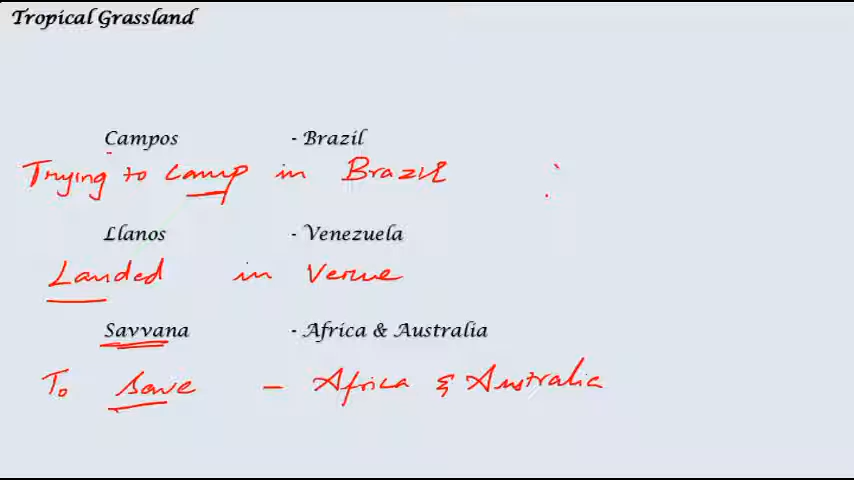 Tropical Grassland
Campos - Brazil
Trying to camp in Brazil
Llanos - Venezuela
Landed in Venue
Savvana - Africa & Australia
To Save - Africa & Australia